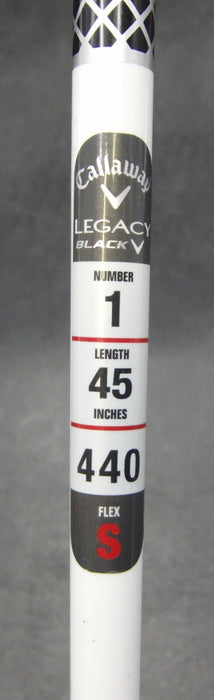 Callaway
LEGACY
BLACK
NUMBER
1
LENGTH
45
INCHES
440
FLEX
S